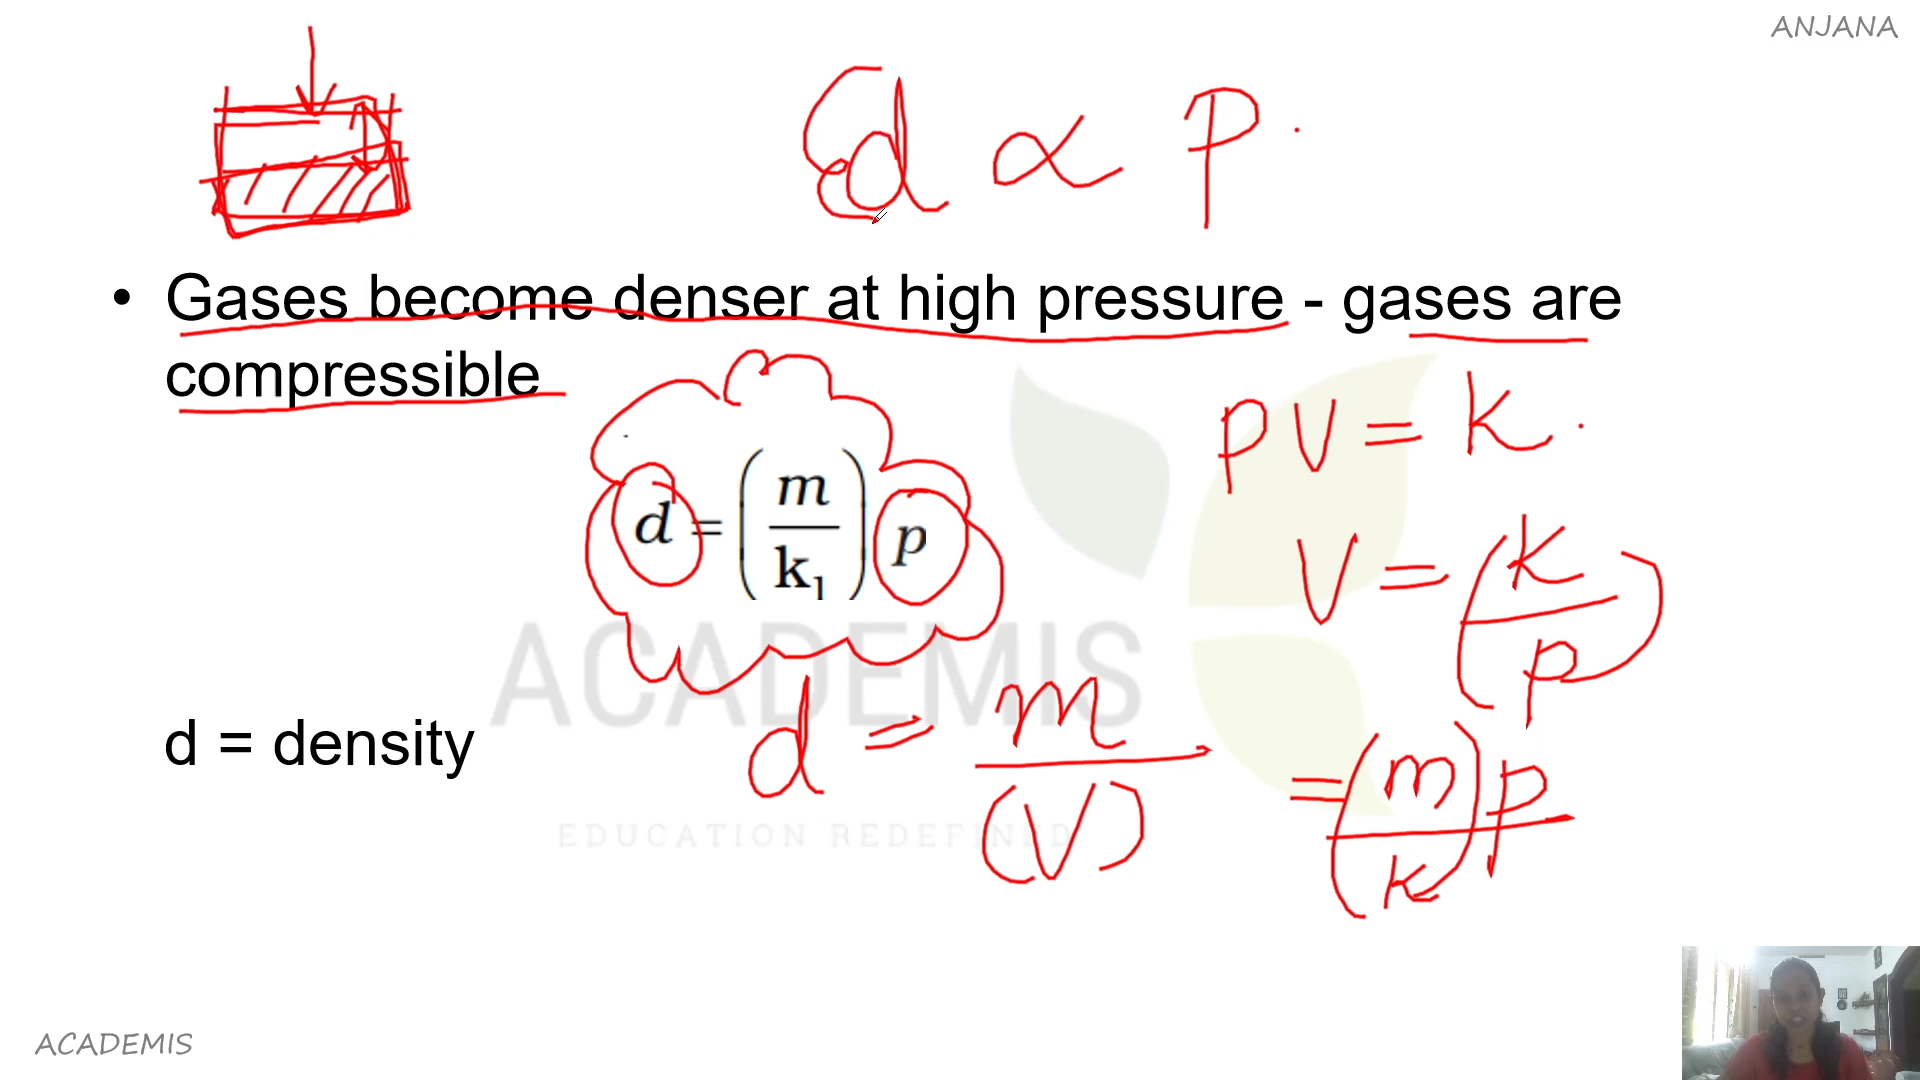 ANJANA
d ∝ P.
• Gases become denser at high pressure - gases are
compressible
PV = K.
d = (m/k₁) p
V = (K/P)
ACADEMIS
d = m/(V) = (m/k) P
d = density
EDUCATION REDEFINED
ACADEMIS